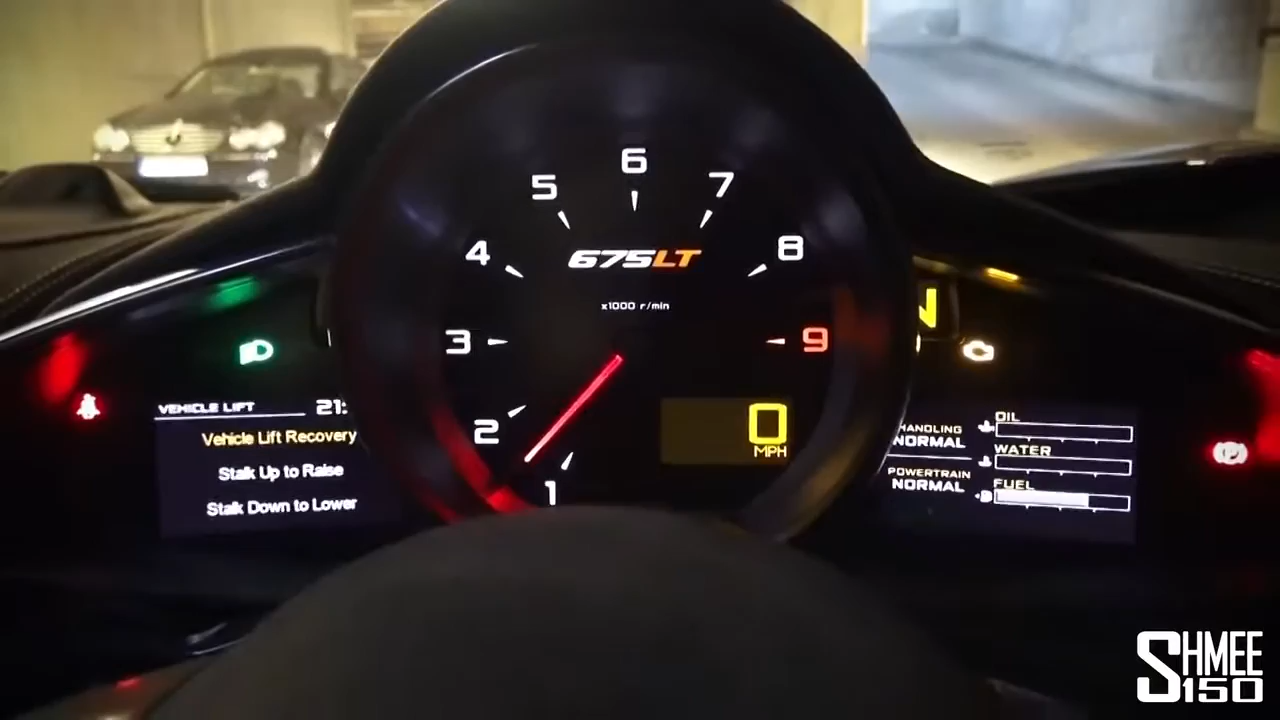 6
5
7
4
8
675LT
x1000 r/min
3
9
2
1
0
MPH
N
VEHICLE LIFT 21:
Vehicle Lift Recovery
Stalk Up to Raise
Stalk Down to Lower
HANDLING
NORMAL
POWERTRAIN
NORMAL
OIL
WATER
FUEL
SHMEE
150